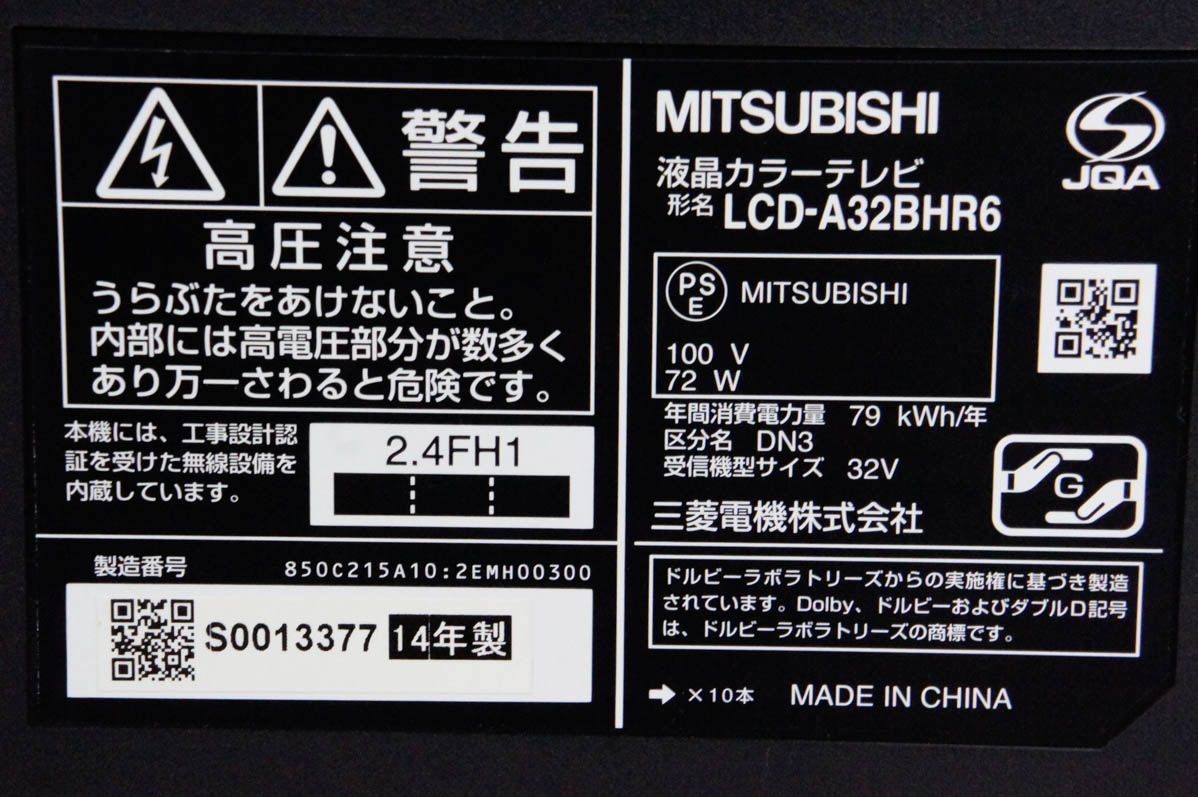 警告
高圧注意
うらぶたをあけないこと。
内部には高電圧部分が数多く
あり万一さわると危険です。
本機には、工事設計認
証を受けた無線設備を
内蔵しています。
2.4FH1
製造番号 850C215A10:2EMH00300
S0013377 14年製
MITSUBISHI
液晶カラーテレビ
形名 LCD-A32BHR6
JQA
PS
E
MITSUBISHI
100 V
72 W
年間消費電力量 79 kWh/年
区分名 DN3
受信機型サイズ 32V
G
三菱電機株式会社
ドルビーラボラトリーズからの実施権に基づき製造
されています。Dolby、ドルビーおよびダブルD記号
は、ドルビーラボラトリーズの商標です。
➡ ×10本 MADE IN CHINA